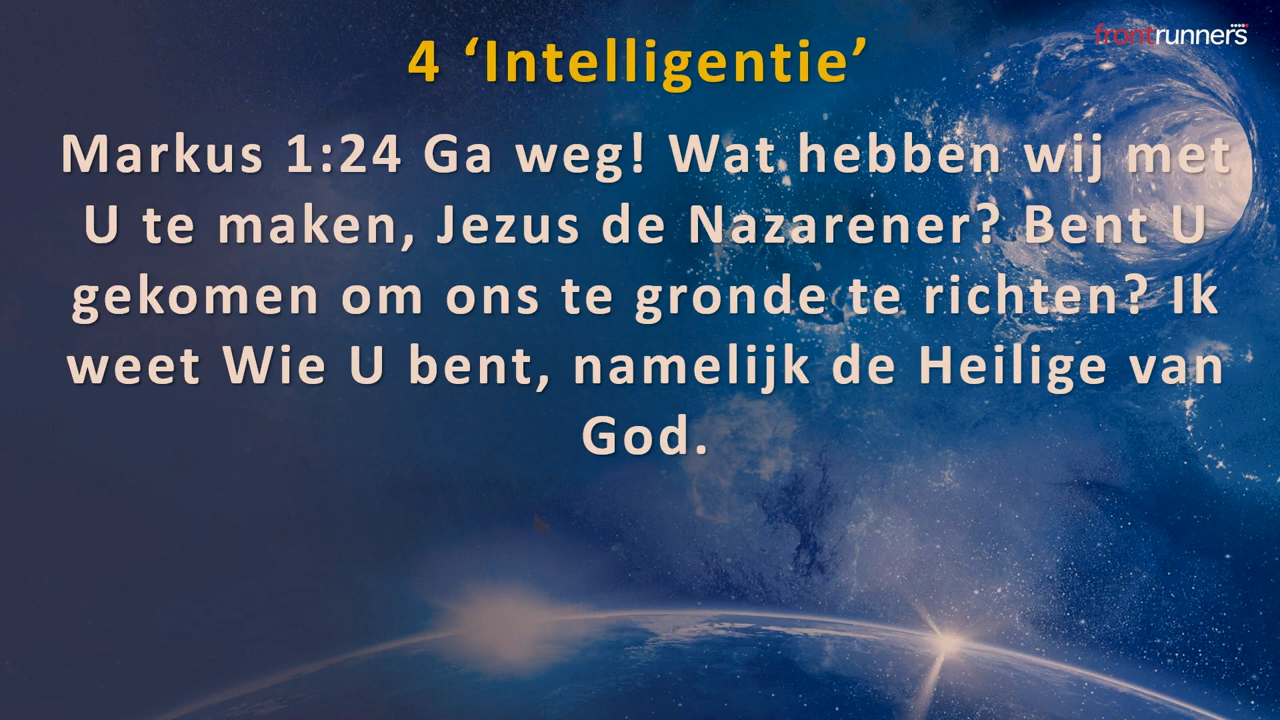 frontrunners
4 ‘Intelligentie’
Markus 1:24 Ga weg! Wat hebben wij met
U te maken, Jezus de Nazarener? Bent U
gekomen om ons te gronde te richten? Ik
weet Wie U bent, namelijk de Heilige van
God.